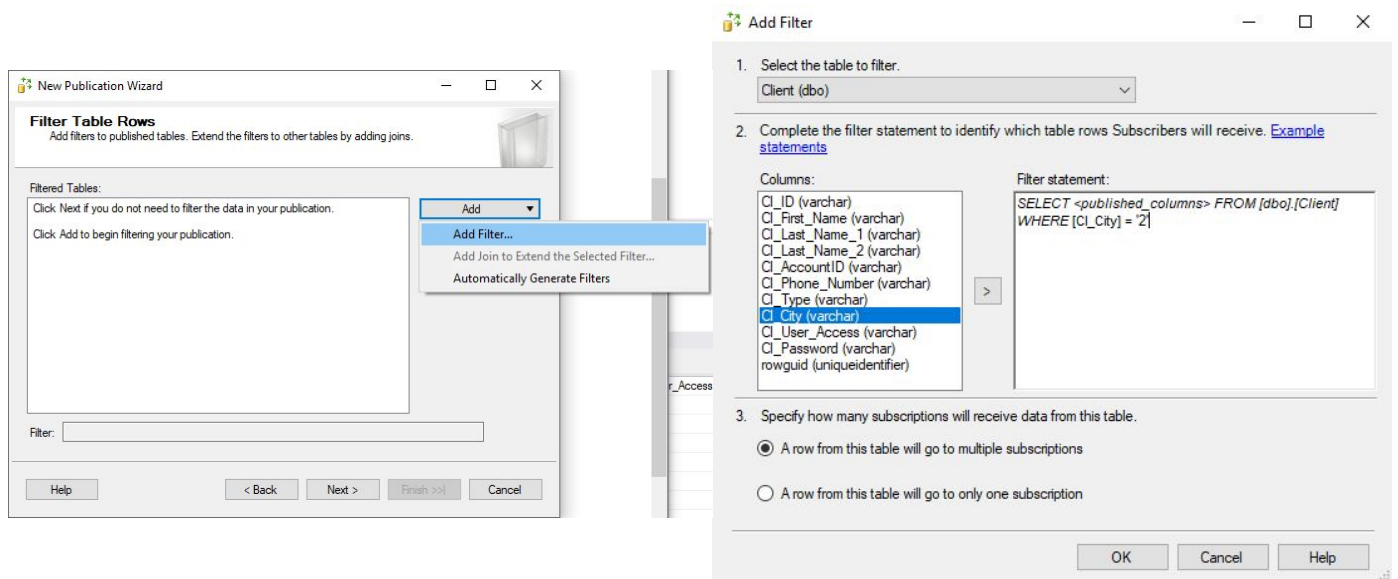 New Publication Wizard
Filter Table Rows
Add filters to published tables. Extend the filters to other tables by adding joins.
Filtered Tables:
Click Next if you do not need to filter the data in your publication.
Click Add to begin filtering your publication.
Add
Add Filter...
Add Join to Extend the Selected Filter...
Automatically Generate Filters
r_Access
Filter:
Help
< Back
Next >
Finish >>|
Cancel
Add Filter
1. Select the table to filter.
Client (dbo)
2. Complete the filter statement to identify which table rows Subscribers will receive. Example
statements
Columns:
Cl_ID (varchar)
Cl_First_Name (varchar)
Cl_Last_Name_1 (varchar)
Cl_Last_Name_2 (varchar)
Cl_AccountID (varchar)
Cl_Phone_Number (varchar)
Cl_Type (varchar)
Cl_City (varchar)
Cl_User_Access (varchar)
Cl_Password (varchar)
rowguid (uniqueidentifier)
>
Filter statement:
SELECT <published_columns> FROM [dbo].[Client]
WHERE [Cl_City] = '2'
3. Specify how many subscriptions will receive data from this table.
A row from this table will go to multiple subscriptions
A row from this table will go to only one subscription
OK
Cancel
Help